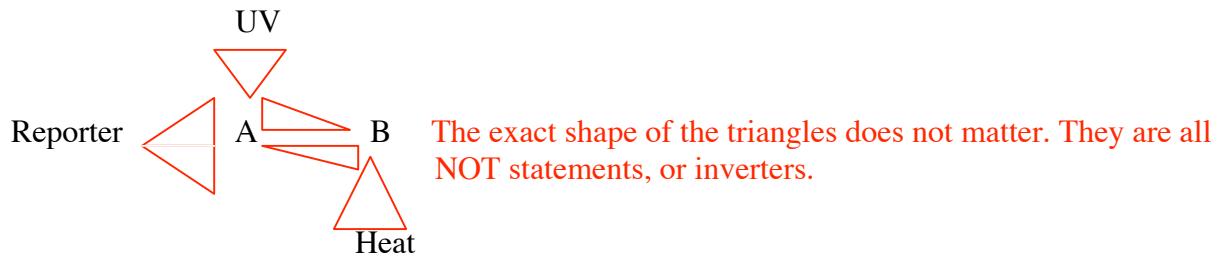 UV
Reporter A B The exact shape of the triangles does not matter. They are all
NOT statements, or inverters.
Heat